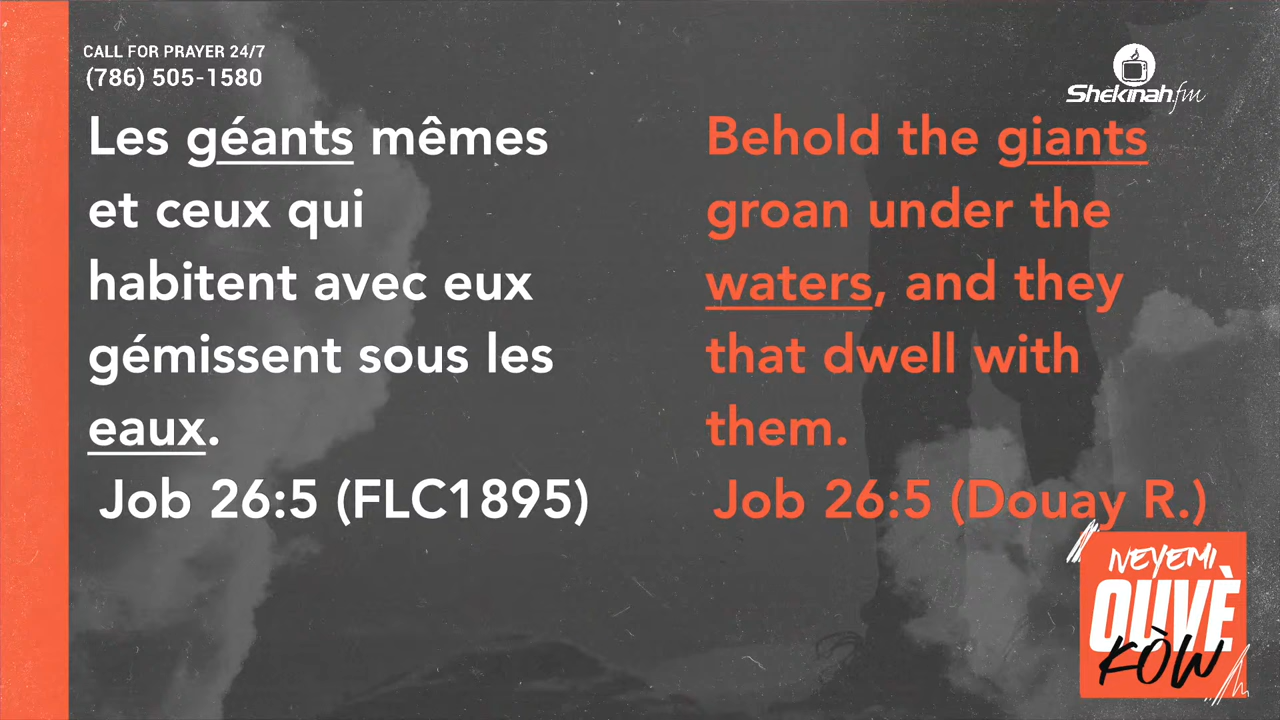 CALL FOR PRAYER 24/7
(786) 505-1580
Shekinah.fm
Les géants mêmes
et ceux qui
habitent avec eux
gémissent sous les
eaux.
Job 26:5 (FLC1895)
Behold the giants
groan under the
waters, and they
that dwell with
them.
Job 26:5 (Douay R.)
NEYEMI
OUVÈ
KÒW